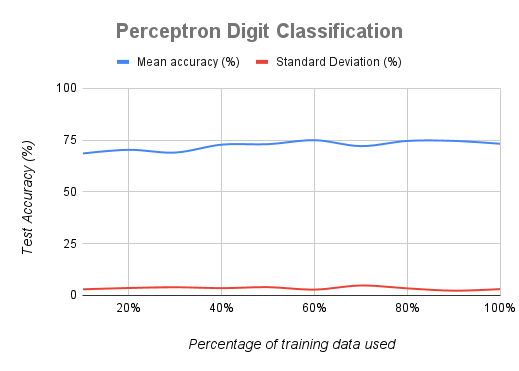 Perceptron Digit Classification
Mean accuracy (%) Standard Deviation (%)
100
75
50
25
0
Test Accuracy (%)
20% 40% 60% 80% 100%
Percentage of training data used